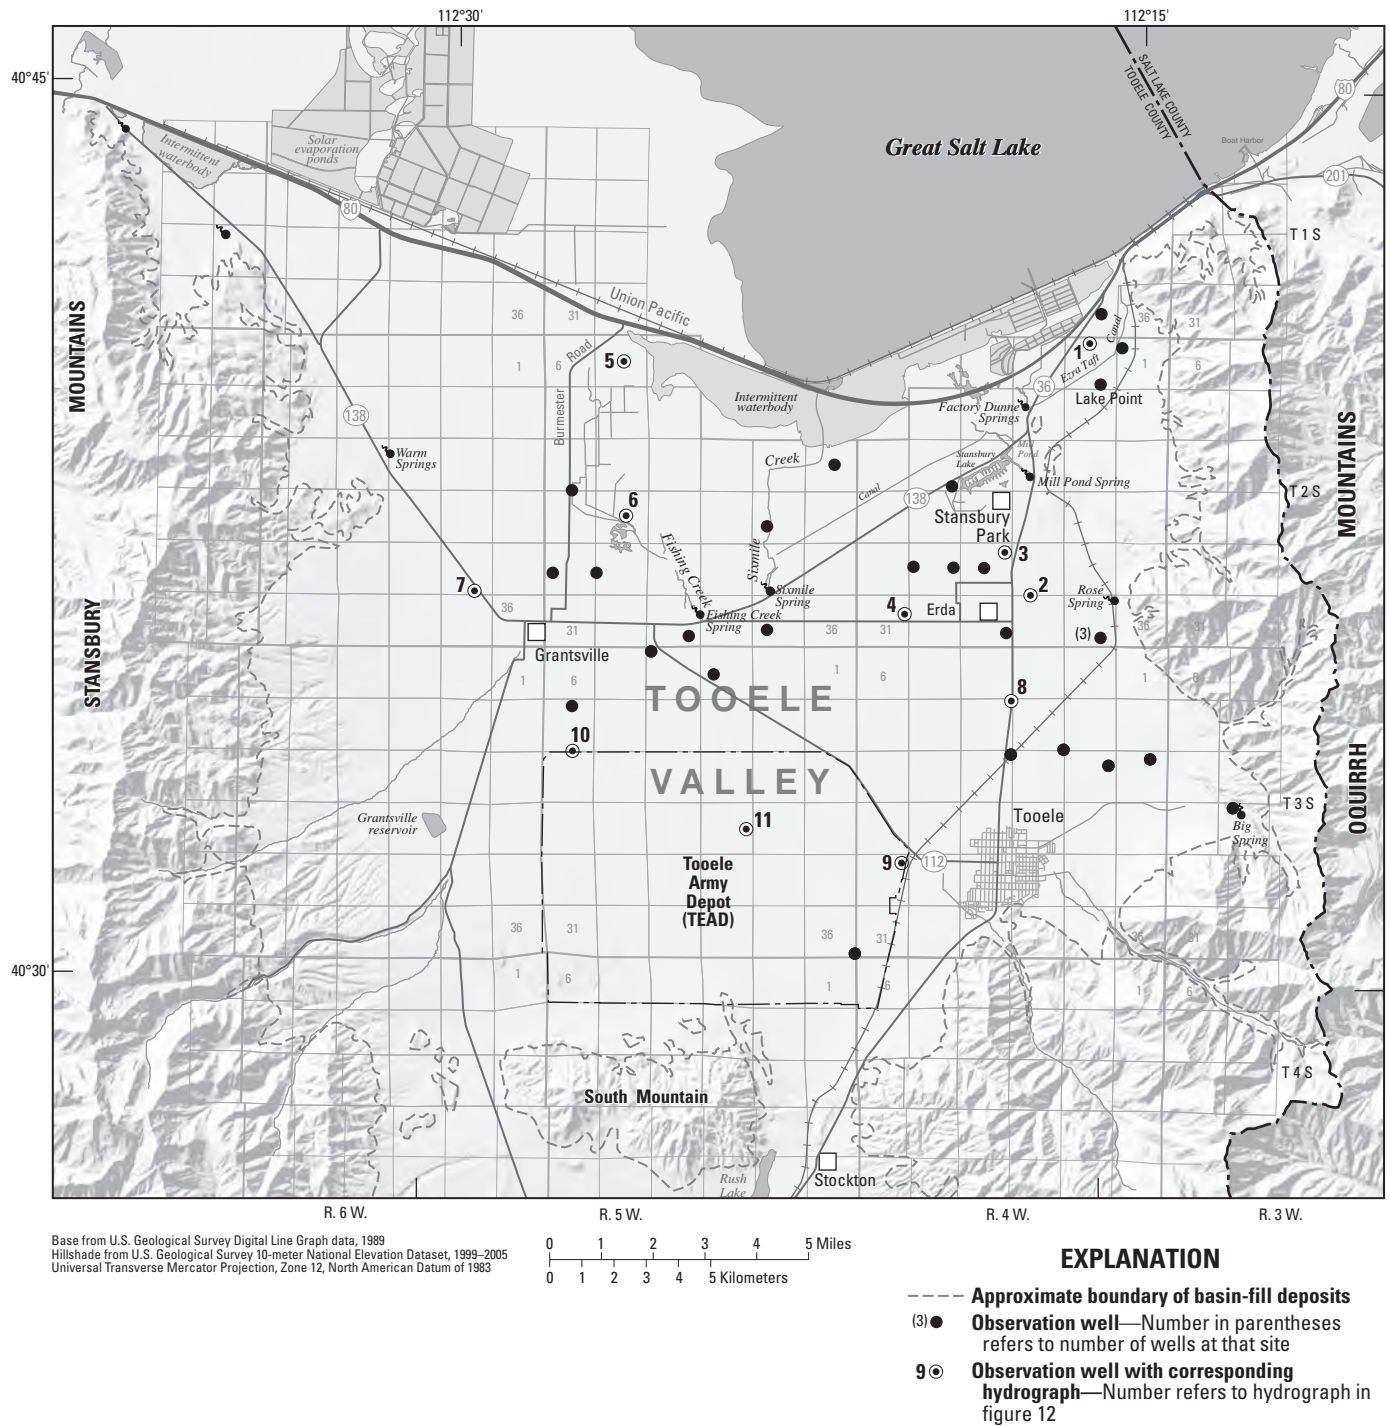 112°30'
112°15'
40°45'
SALT LAKE COUNTY
TOOELE COUNTY
80
Boat Harbor
201
Great Salt Lake
Solar
evaporation
ponds
Intermittent
waterbody
80
T 1 S
Union Pacific
36
31
36
31
1
6
Road
5
1
Canal
Ezra Taft
1
6
36
Lake Point
MOUNTAINS
138
Burmester
Intermittent
waterbody
Factory Dunne
Springs
MOUNTAINS
Warm
Springs
Creek
Stansbury
Lake
Mill
Pond
Mill Pond Spring
T 2 S
Canal
138
6
Stansbury
Park
3
Sixmile
Fishing Creek
7
Sixmile
Spring
4
Erda
2
Rose
Spring
36
Fishing Creek
Spring
31
36
31
(3)
36
31
Grantsville
STANSBURY
1
6
1
6
1
6
TOOELE
8
10
VALLEY
OQUIRRH
T 3 S
Grantsville
reservoir
11
Tooele
Big
Spring
Tooele
Army
Depot
(TEAD)
9
112
36
31
36
31
36
31
40°30'
1
6
1
6
1
6
T 4 S
South Mountain
Rush
Lake
Stockton
R. 6 W.
R. 5 W.
R. 4 W.
R. 3 W.
Base from U.S. Geological Survey Digital Line Graph data, 1989
Hillshade from U.S. Geological Survey 10-meter National Elevation Dataset, 1999–2005
Universal Transverse Mercator Projection, Zone 12, North American Datum of 1983
0 1 2 3 4 5 Miles
0 1 2 3 4 5 Kilometers
EXPLANATION
Approximate boundary of basin-fill deposits
(3) Observation well—Number in parentheses
refers to number of wells at that site
9 Observation well with corresponding
hydrograph—Number refers to hydrograph in
figure 12